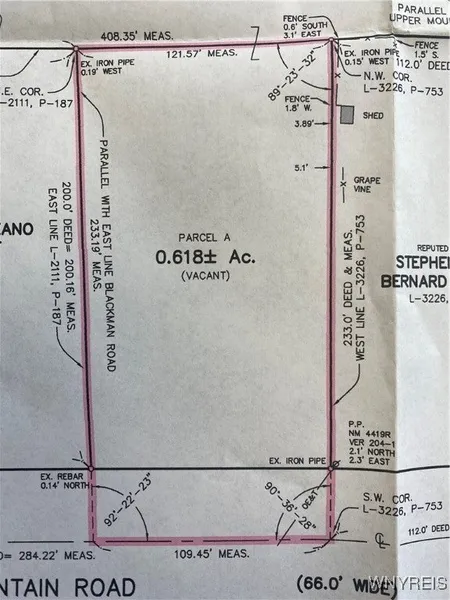 PARALLEL
UPPER MOU
408.35' MEAS.
FENCE
0.6' SOUTH
3.1' EAST
121.57' MEAS.
EX. IRON PIPE
0.19' WEST
EX. IRON PIPE
0.15' WEST
FENCE
1.5' S.
112.0' DEED
N.W. COR.
L-3226, P-753
.E. COR.
-2111, P-187
89°-23'-32"
FENCE
1.8' W.
3.89'
SHED
5.1'
GRAPE
VINE
PARALLEL WITH EAST LINE BLACKMAN ROAD
233.19' MEAS.
200.0' DEED= 200.16' MEAS.
EAST LINE L-2111, P-187
EANO
PARCEL A
0.618± Ac.
(VACANT)
233.0' DEED & MEAS.
WEST LINE L-3226, P-753
REPUTED
STEPHE
BERNARD
L-3226,
P.P.
NM 4419R
VER 204-1
2.1' NORTH
2.3' EAST
EX. IRON PIPE
EX. REBAR
0.14' NORTH
92°-22'-23"
90°-36'-28"
DE&T
S.W. COR.
L-3226, P-753
112.0' DEED
= 284.22' MEAS.
109.45' MEAS.
NTAIN ROAD
(66.0' WIDE)
WNYREIS